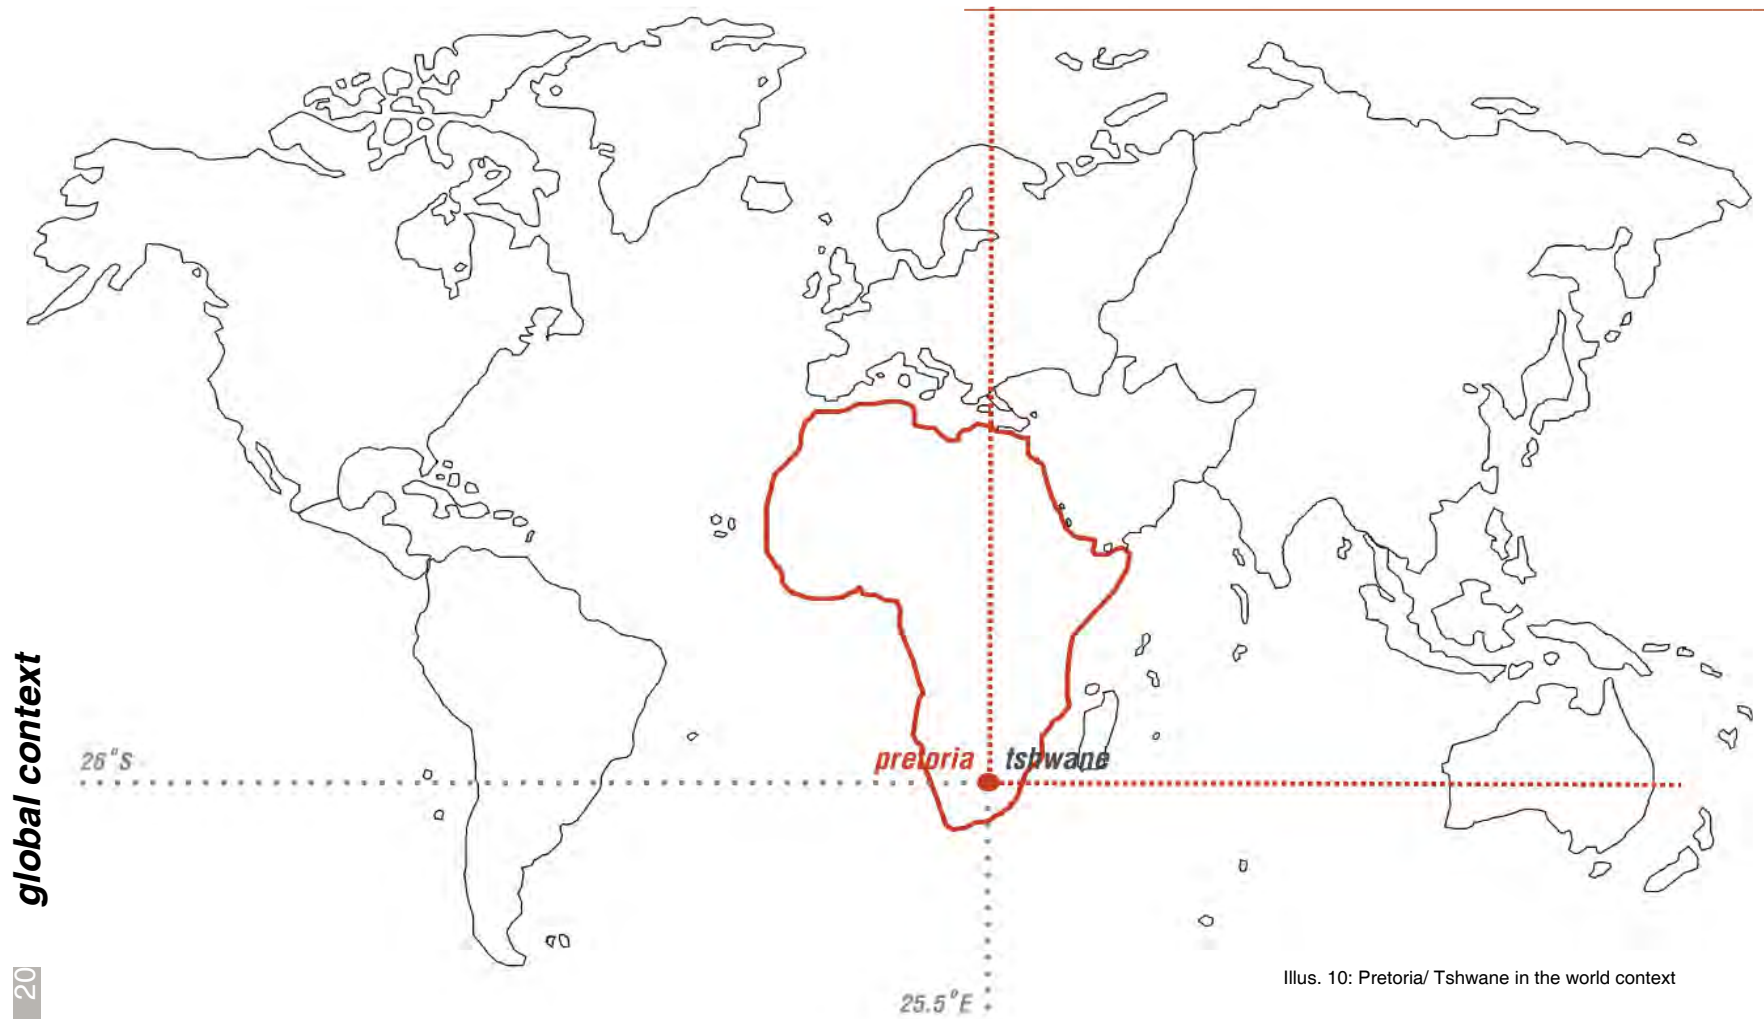 global context
20
26°S
pretoria tshwane
25.5°E
Illus. 10: Pretoria/ Tshwane in the world context